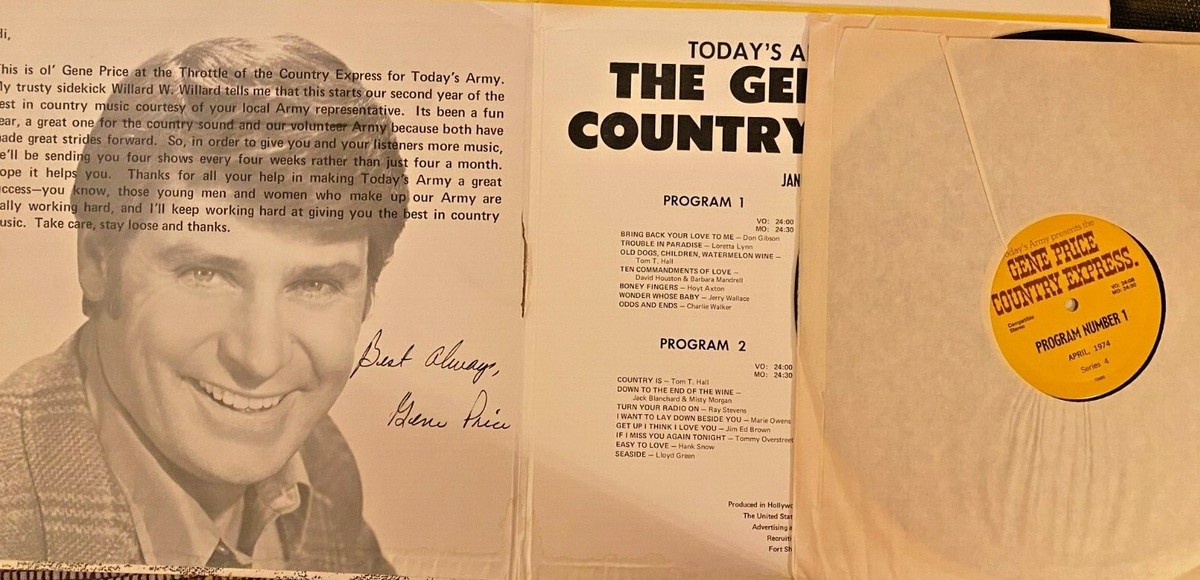 Hi,
This is ol' Gene Price at the Throttle of the Country Express for Today's Army.
My trusty sidekick Willard W. Willard tells me that this starts our second year of the
est in country music courtesy of your local Army representative. Its been a fun
ear, a great one for the country sound and our volunteer Army because both have
ade great strides forward. So, in order to give you and your listeners more music,
e'll be sending you four shows every four weeks rather than just four a month.
ope it helps you. Thanks for all your help in making Today's Army a great
ccess—you know, those young men and women who make up our Army are
ally working hard, and I'll keep working hard at giving you the best in country
usic. Take care, stay loose and thanks.
Best Always,
Gene Price
TODAY'S A
THE GE
COUNTRY
JAN
PROGRAM 1
VO: 24:00
MO: 24:30
BRING BACK YOUR LOVE TO ME – Don Gibson
TROUBLE IN PARADISE – Loretta Lynn
OLD DOGS, CHILDREN, WATERMELON WINE –
Tom T. Hall
TEN COMMANDMENTS OF LOVE –
David Houston & Barbara Mandrell
BONEY FINGERS – Hoyt Axton
WONDER WHOSE BABY – Jerry Wallace
ODDS AND ENDS – Charlie Walker
PROGRAM 2
VO: 24:00
MO: 24:30
COUNTRY IS – Tom T. Hall
DOWN TO THE END OF THE WINE –
Jack Blanchard & Misty Morgan
TURN YOUR RADIO ON – Ray Stevens
I WANT TO LAY DOWN BESIDE YOU – Marie Owens
GET UP I THINK I LOVE YOU – Jim Ed Brown
IF I MISS YOU AGAIN TONIGHT – Tommy Overstreet
EASY TO LOVE – Hank Snow
SEASIDE – Lloyd Green
Produced in Hollywo
The United Stat
Advertising
Recruiti
Fort Sh
Today's Army presents the
GENE PRICE
COUNTRY EXPRESS.
VO: 24:00
MO: 24:30
Compatible
Stereo
PROGRAM NUMBER 1
APRIL, 1974
Series 4